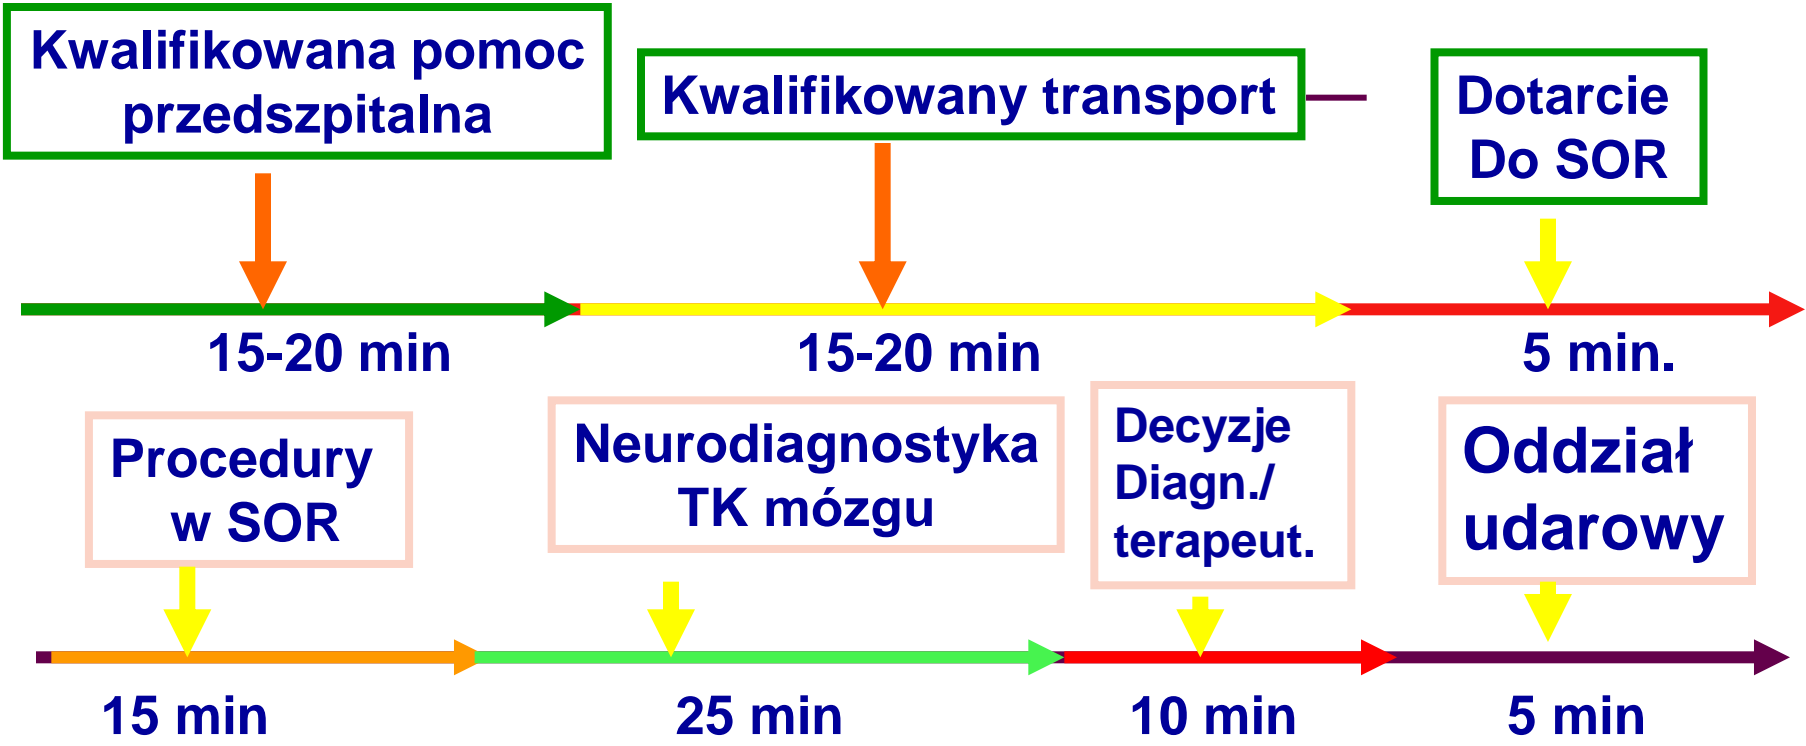 Kwalifikowana pomoc
przedszpitalna
Kwalifikowany transport
Dotarcie
Do SOR
15-20 min
15-20 min
5 min.
Procedury
w SOR
Neurodiagnostyka
TK mózgu
Decyzje
Diagn./
terapeut.
Oddział
udarowy
15 min
25 min
10 min
5 min